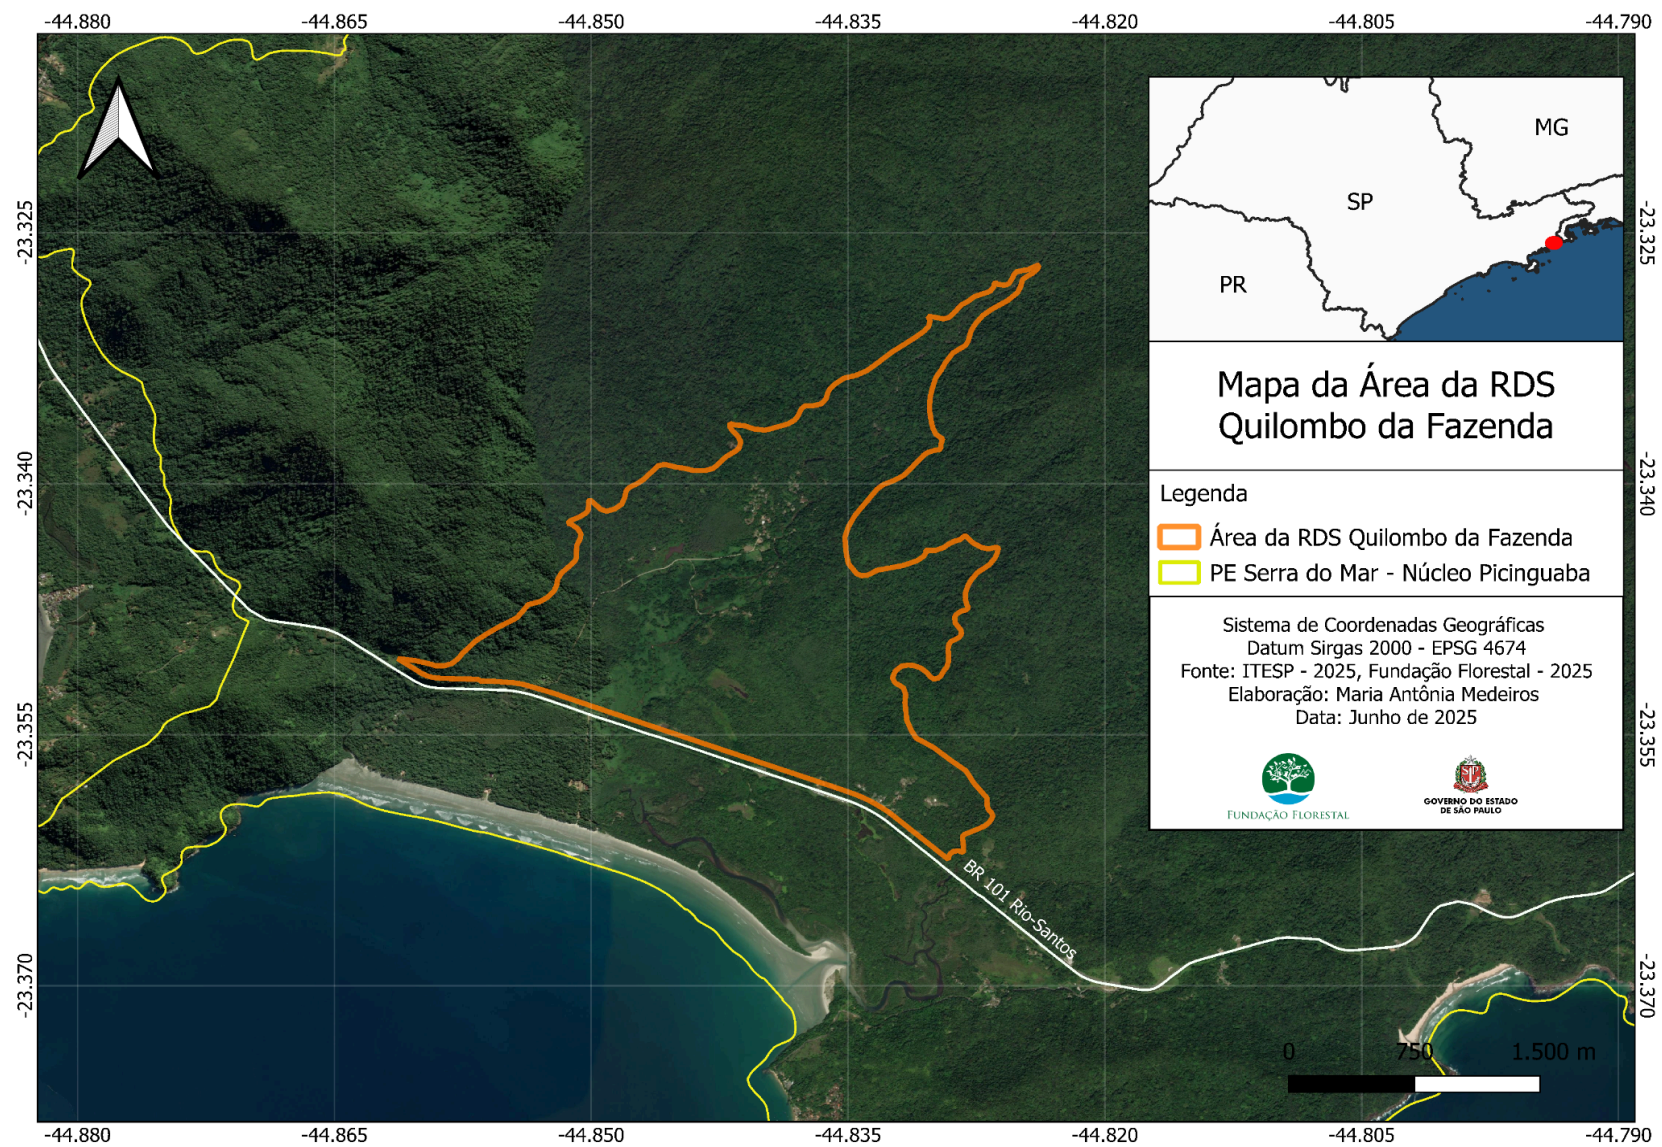 -44.880 -44.865 -44.850 -44.835 -44.820 -44.805 -44.790
MG
SP
PR
-23.325 -23.325
Mapa da Área da RDS
Quilombo da Fazenda
-23.340 -23.340
Legenda
Área da RDS Quilombo da Fazenda
PE Serra do Mar - Núcleo Picinguaba
Sistema de Coordenadas Geográficas
Datum Sirgas 2000 - EPSG 4674
Fonte: ITESP - 2025, Fundação Florestal - 2025
Elaboração: Maria Antônia Medeiros
Data: Junho de 2025
-23.355 -23.355
FUNDAÇÃO FLORESTAL
GOVERNO DO ESTADO
DE SÃO PAULO
BR 101 Rio-Santos
-23.370 -23.370
0 750 1.500 m
-44.880 -44.865 -44.850 -44.835 -44.820 -44.805 -44.790